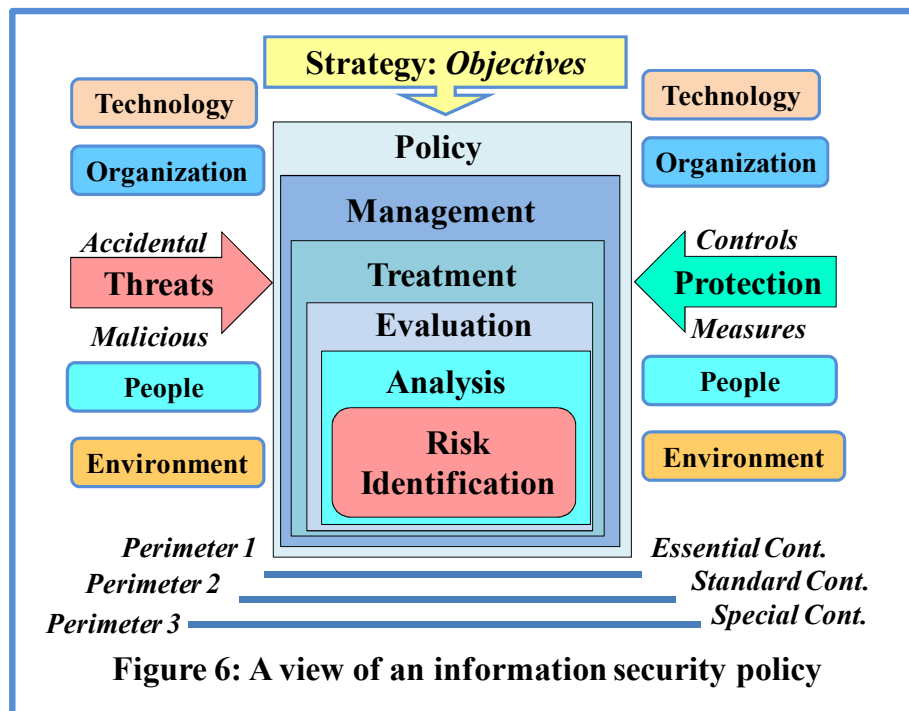 Strategy: Objectives
Technology
Organization
Accidental
Threats
Malicious
People
Environment
Policy
Management
Treatment
Evaluation
Analysis
Risk
Identification
Technology
Organization
Controls
Protection
Measures
People
Environment
Perimeter 1
Essential Cont.
Perimeter 2
Standard Cont.
Perimeter 3
Special Cont.
Figure 6: A view of an information security policy